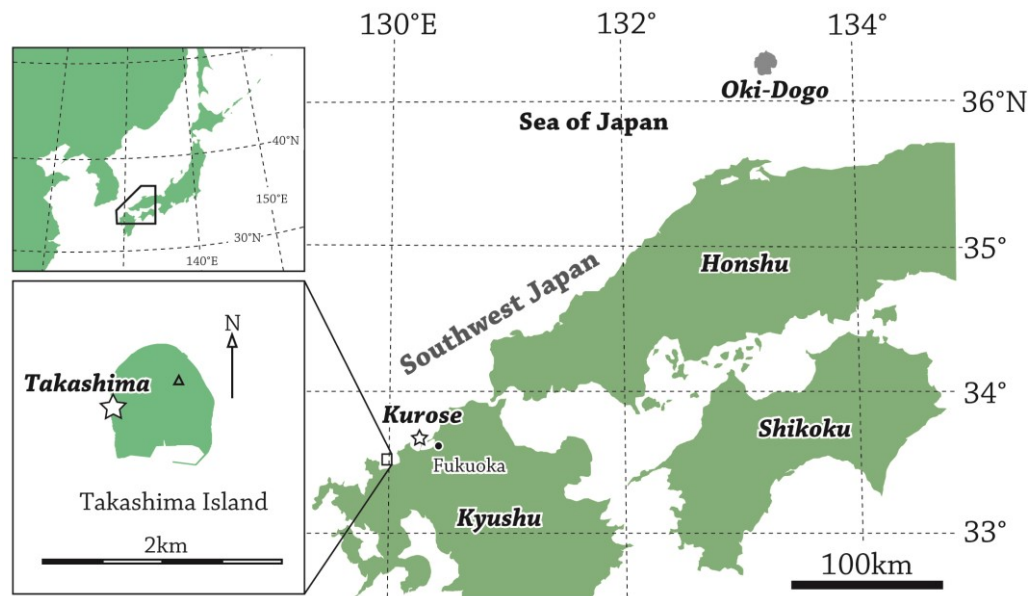 130°E
132°
134°
Oki-Dogo
36°N
Sea of Japan
40°N
150°E
30°N
140°E
35°
Honshu
Southwest Japan
N
Takashima
34°
Kurose
Shikoku
Fukuoka
Takashima Island
Kyushu
33°
2km
100km